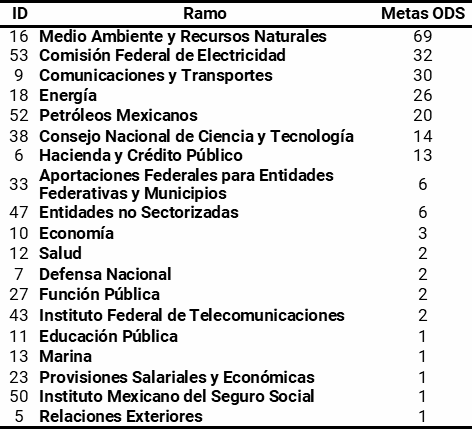 ID Ramo Metas ODS
16 Medio Ambiente y Recursos Naturales 69
53 Comisión Federal de Electricidad 32
9 Comunicaciones y Transportes 30
18 Energía 26
52 Petróleos Mexicanos 20
38 Consejo Nacional de Ciencia y Tecnología 14
6 Hacienda y Crédito Público 13
33 Aportaciones Federales para Entidades
Federativas y Municipios 6
47 Entidades no Sectorizadas 6
10 Economía 3
12 Salud 2
7 Defensa Nacional 2
27 Función Pública 2
43 Instituto Federal de Telecomunicaciones 2
11 Educación Pública 1
13 Marina 1
23 Provisiones Salariales y Económicas 1
50 Instituto Mexicano del Seguro Social 1
5 Relaciones Exteriores 1